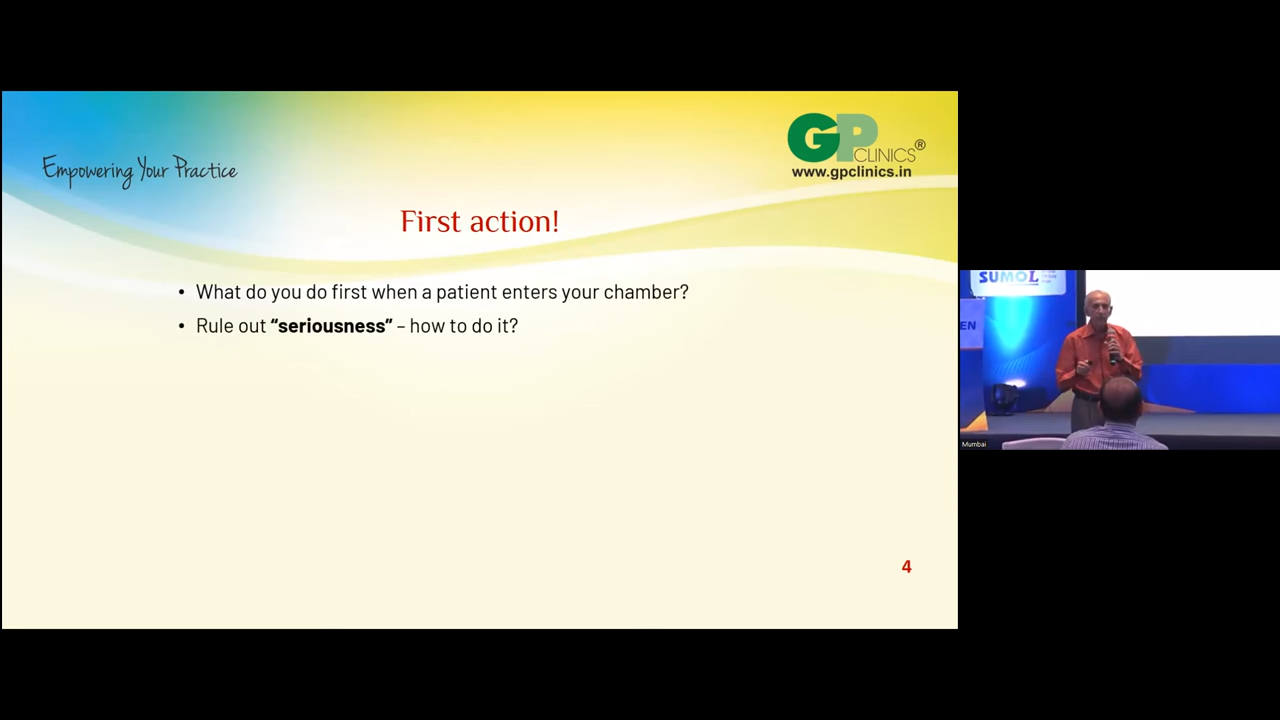 Empowering Your Practice
GP CLINICS®
www.gpclinics.in
First action!
• What do you do first when a patient enters your chamber?
• Rule out “seriousness” – how to do it?
4
SUMOL
EN
Mumbai